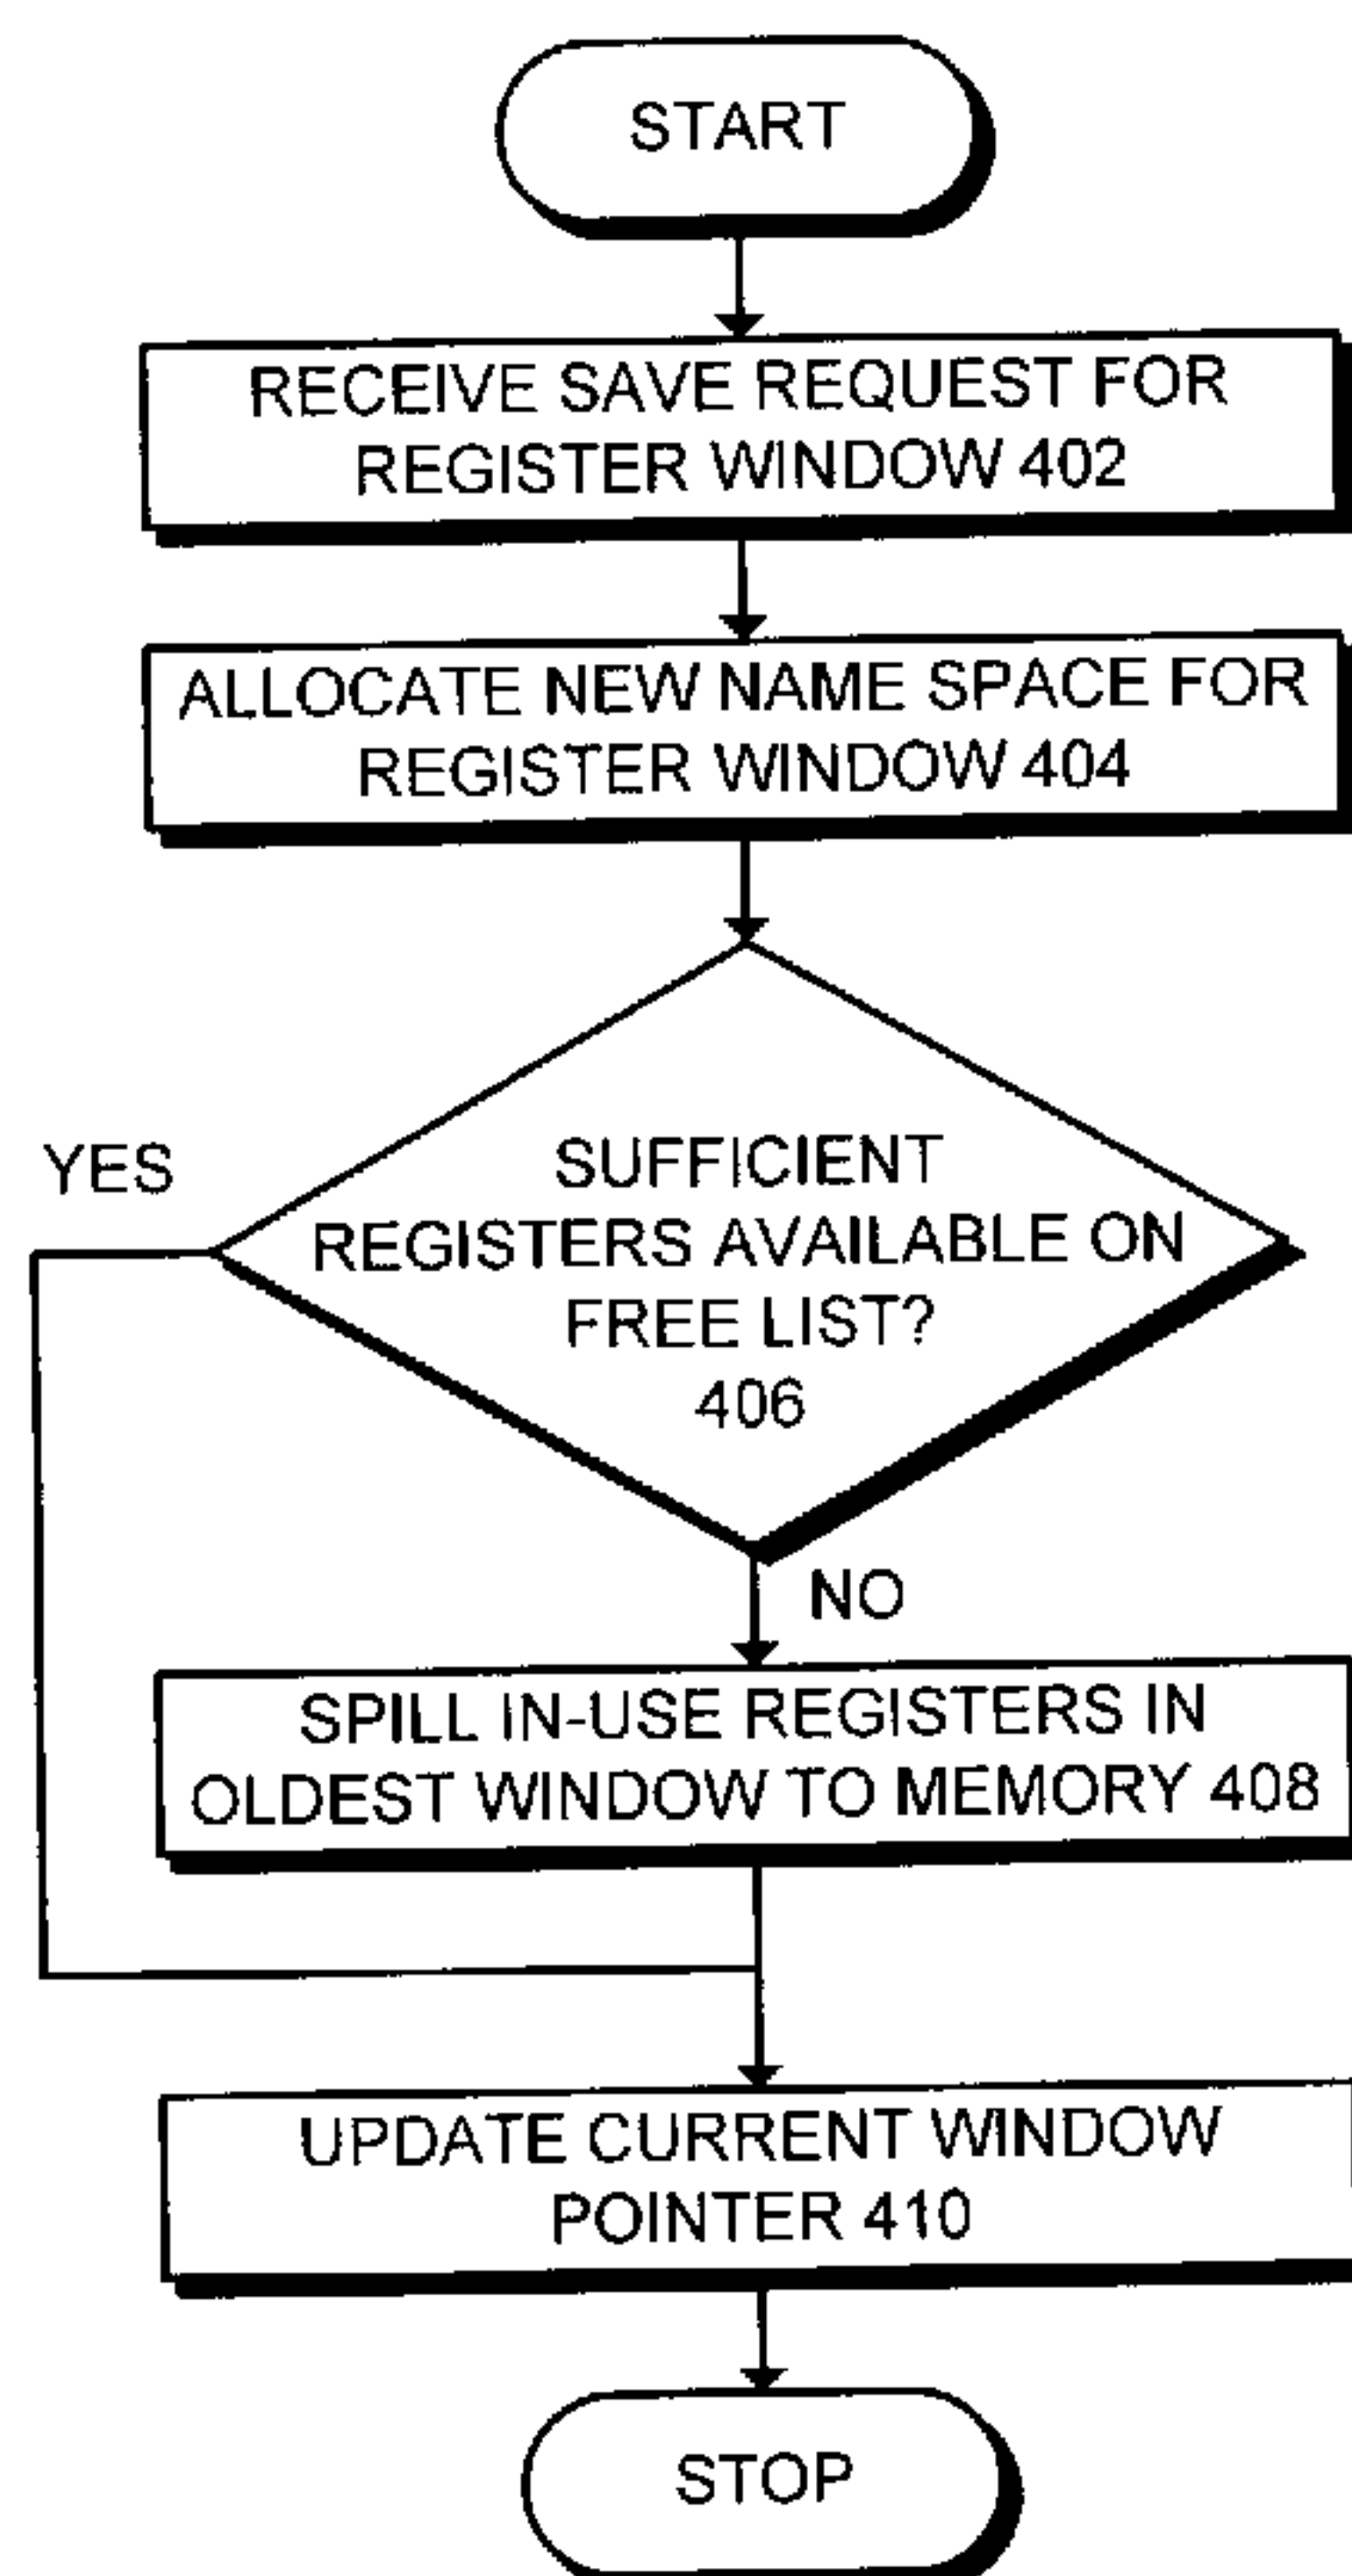 START
RECEIVE SAVE REQUEST FOR
REGISTER WINDOW 402
ALLOCATE NEW NAME SPACE FOR
REGISTER WINDOW 404
YES
SUFFICIENT
REGISTERS AVAILABLE ON
FREE LIST?
406
NO
SPILL IN-USE REGISTERS IN
OLDEST WINDOW TO MEMORY 408
UPDATE CURRENT WINDOW
POINTER 410
STOP